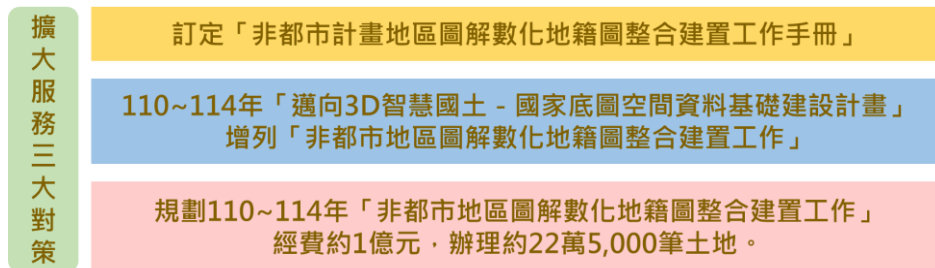 擴大服務三大對策
訂定「非都市計畫地區圖解數化地籍圖整合建置工作手冊」
110~114年「邁向3D智慧國土－國家底圖空間資料基礎建設計畫」
增列「非都市地區圖解數化地籍圖整合建置工作」
規劃110~114年「非都市地區圖解數化地籍圖整合建置工作」
經費約1億元，辦理約22萬5,000筆土地。